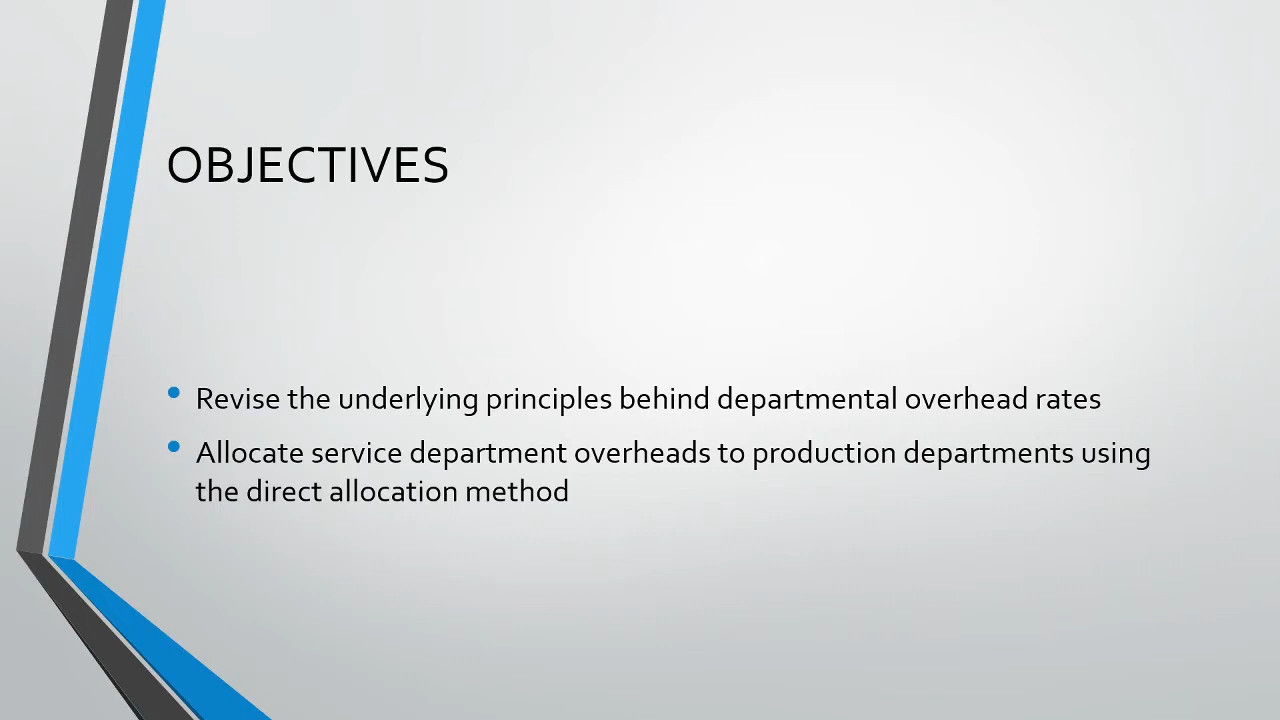 OBJECTIVES
• Revise the underlying principles behind departmental overhead rates
• Allocate service department overheads to production departments using
the direct allocation method